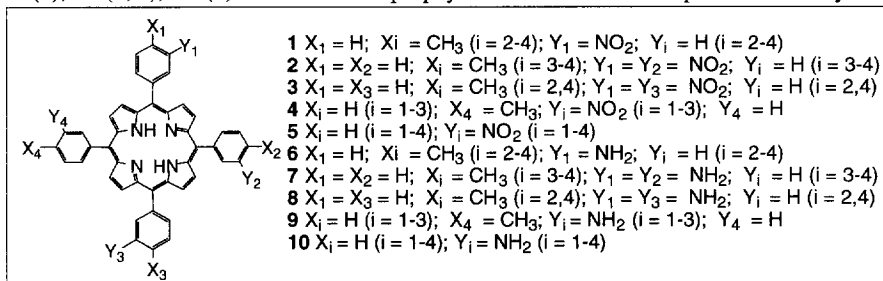 X₁
Y₁
Y₄
NH N
X₄
X₂
N HN
Y₂
Y₃
X₃
1 X₁ = H; Xi = CH₃ (i = 2-4); Y₁ = NO₂; Yᵢ = H (i = 2-4)
2 X₁ = X₂ = H; Xᵢ = CH₃ (i = 3-4); Y₁ = Y₂ = NO₂; Yᵢ = H (i = 3-4)
3 X₁ = X₃ = H; Xᵢ = CH₃ (i = 2,4); Y₁ = Y₃ = NO₂; Yᵢ = H (i = 2,4)
4 Xᵢ = H (i = 1-3); X₄ = CH₃; Yᵢ = NO₂ (i = 1-3); Y₄ = H
5 Xᵢ = H (i = 1-4); Yᵢ = NO₂ (i = 1-4)
6 X₁ = H; Xi = CH₃ (i = 2-4); Y₁ = NH₂; Yᵢ = H (i = 2-4)
7 X₁ = X₂ = H; Xᵢ = CH₃ (i = 3-4); Y₁ = Y₂ = NH₂; Yᵢ = H (i = 3-4)
8 X₁ = X₃ = H; Xᵢ = CH₃ (i = 2,4); Y₁ = Y₃ = NH₂; Yᵢ = H (i = 2,4)
9 Xᵢ = H (i = 1-3); X₄ = CH₃; Yᵢ = NH₂ (i = 1-3); Y₄ = H
10 Xᵢ = H (i = 1-4); Yᵢ = NH₂ (i = 1-4)